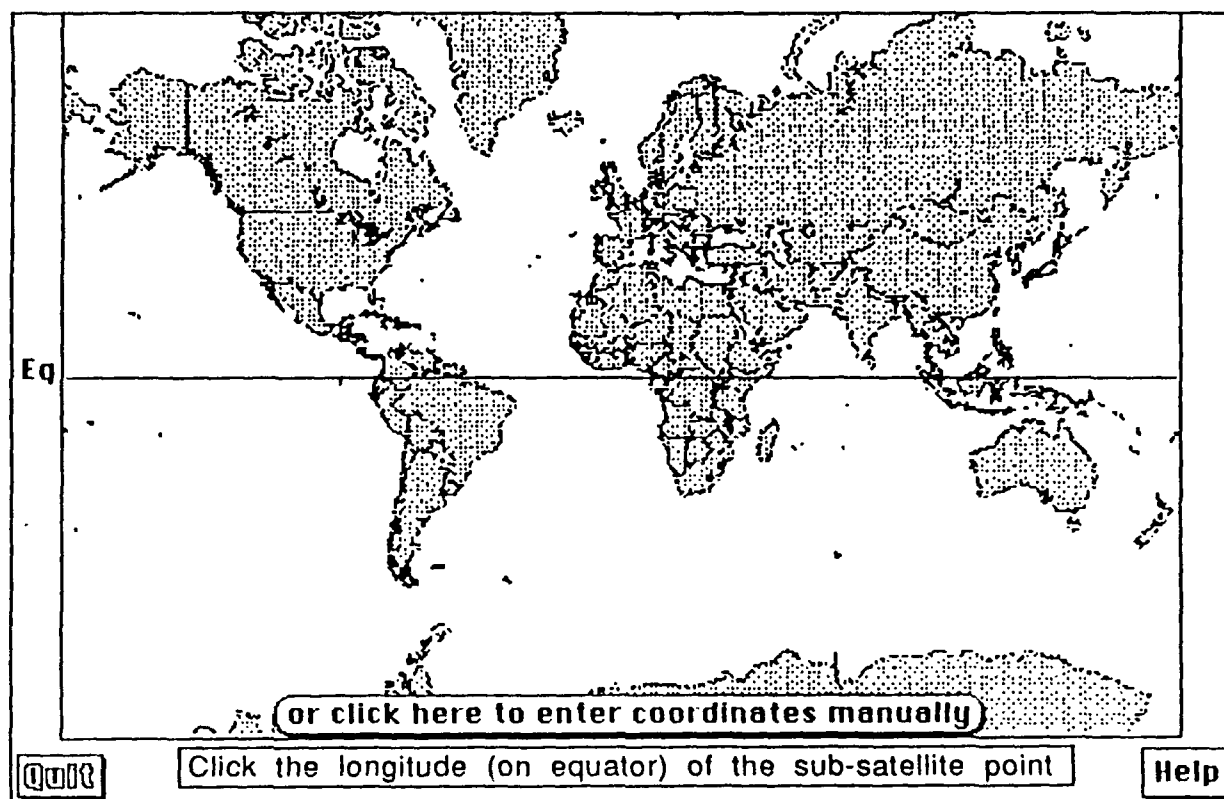 Eq
or click here to enter coordinates manually
Quit
Click the longitude (on equator) of the sub-satellite point
Help